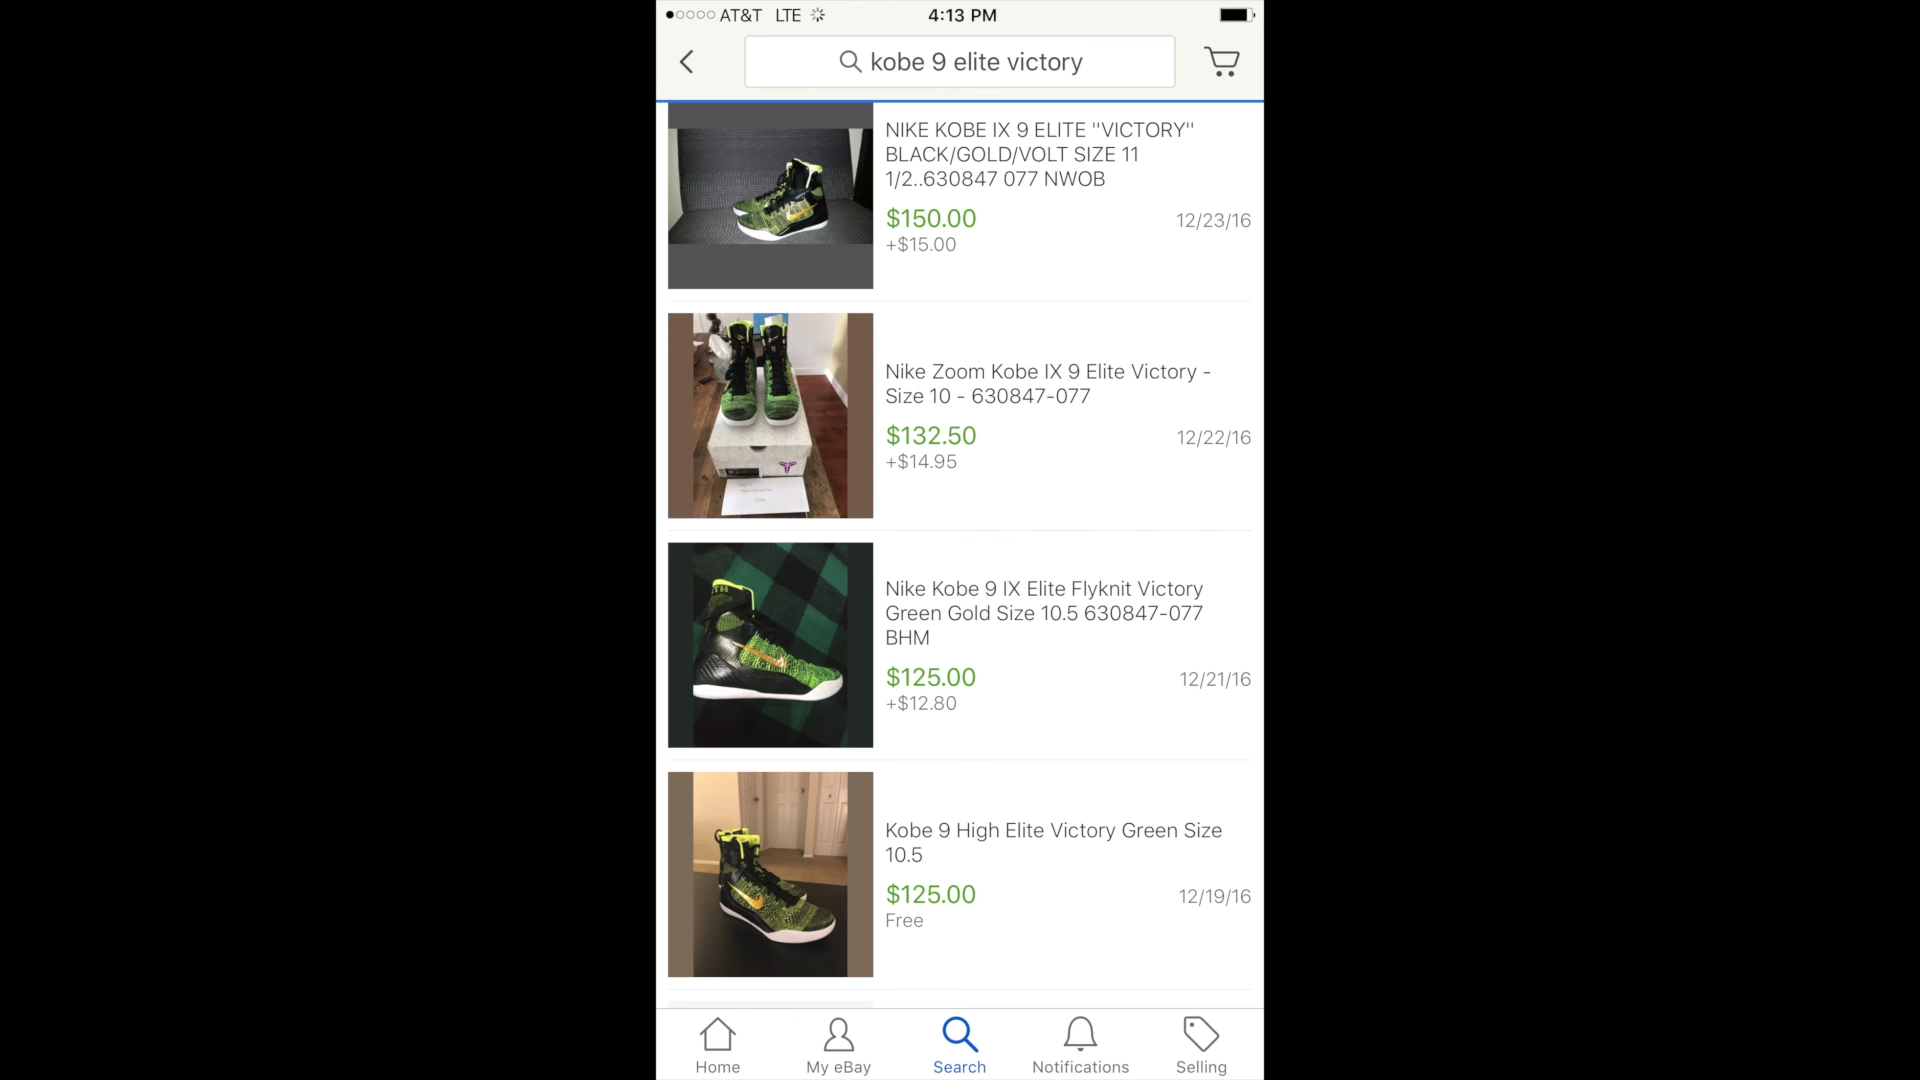 AT&T LTE 4:13 PM
kobe 9 elite victory
NIKE KOBE IX 9 ELITE ''VICTORY''
BLACK/GOLD/VOLT SIZE 11
1/2..630847 077 NWOB
$150.00 12/23/16
+$15.00
Nike Zoom Kobe IX 9 Elite Victory -
Size 10 - 630847-077
$132.50 12/22/16
+$14.95
Nike Kobe 9 IX Elite Flyknit Victory
Green Gold Size 10.5 630847-077
BHM
$125.00 12/21/16
+$12.80
Kobe 9 High Elite Victory Green Size
10.5
$125.00 12/19/16
Free
Home My eBay Search Notifications Selling